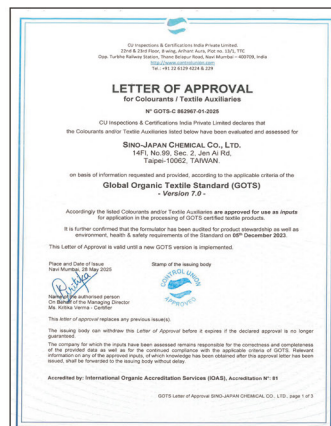 CU Inspections & Certifications India Private Limited
22nd & 23rd Floor, B wing, Arihant Aura, Plot no. 13/1, TTC
Opp. Turbhe Railway Station, Thane Belapur Road, Navi Mumbai – 400709, India
http://www.controlunion.com
Tel.: +91 22 6129 4224 & 229
LETTER OF APPROVAL
for Colourants / Textile Auxiliaries
N° GOTS-C 862967-01-2025
CU Inspections & Certifications India Private Limited declares that
the Colourants and/or Textile Auxiliaries listed below have been evaluated and assessed for
SINO-JAPAN CHEMICAL CO., LTD.
14Fl, No.99, Sec. 2, Jen Ai Rd,
Taipei-10062, TAIWAN.
on basis of information requested and provided, according to the applicable criteria of the
Global Organic Textile Standard (GOTS)
- Version 7.0 -
Accordingly the listed Colourants and/or Textile Auxiliaries are approved for use as inputs
for application in the processing of GOTS certified textile products.
It is further confirmed that the formulator has been audited for product stewardship as well as
environment, health & safety requirements of the Standard on 05th December 2023.
This Letter of Approval is valid until a new GOTS version is implemented.
Place and Date of Issue
Navi Mumbai, 28 May 2025
Stamp of the issuing body
CONTROL UNION
APPROVED
Name of the authorised person
On Behalf of the Managing Director
Ms. Kritika Verma - Certifier
This letter of approval replaces any previous issue(s).
The issuing body can withdraw this Letter of Approval before it expires if the declared approval is no longer
guaranteed.
The company for which the inputs have been assessed remains responsible for the correctness and completeness
of the provided data as well as for the continued compliance with the applicable criteria of GOTS. Relevant
information on any of the approved inputs, of which knowledge has been obtained after this approval letter has been
issued, shall be forwarded to the issuing body without delay.
Accredited by: International Organic Accreditation Services (IOAS), Accreditation N°: 81
GOTS Letter of Approval SINO-JAPAN CHEMICAL CO., LTD., page 1 of 3